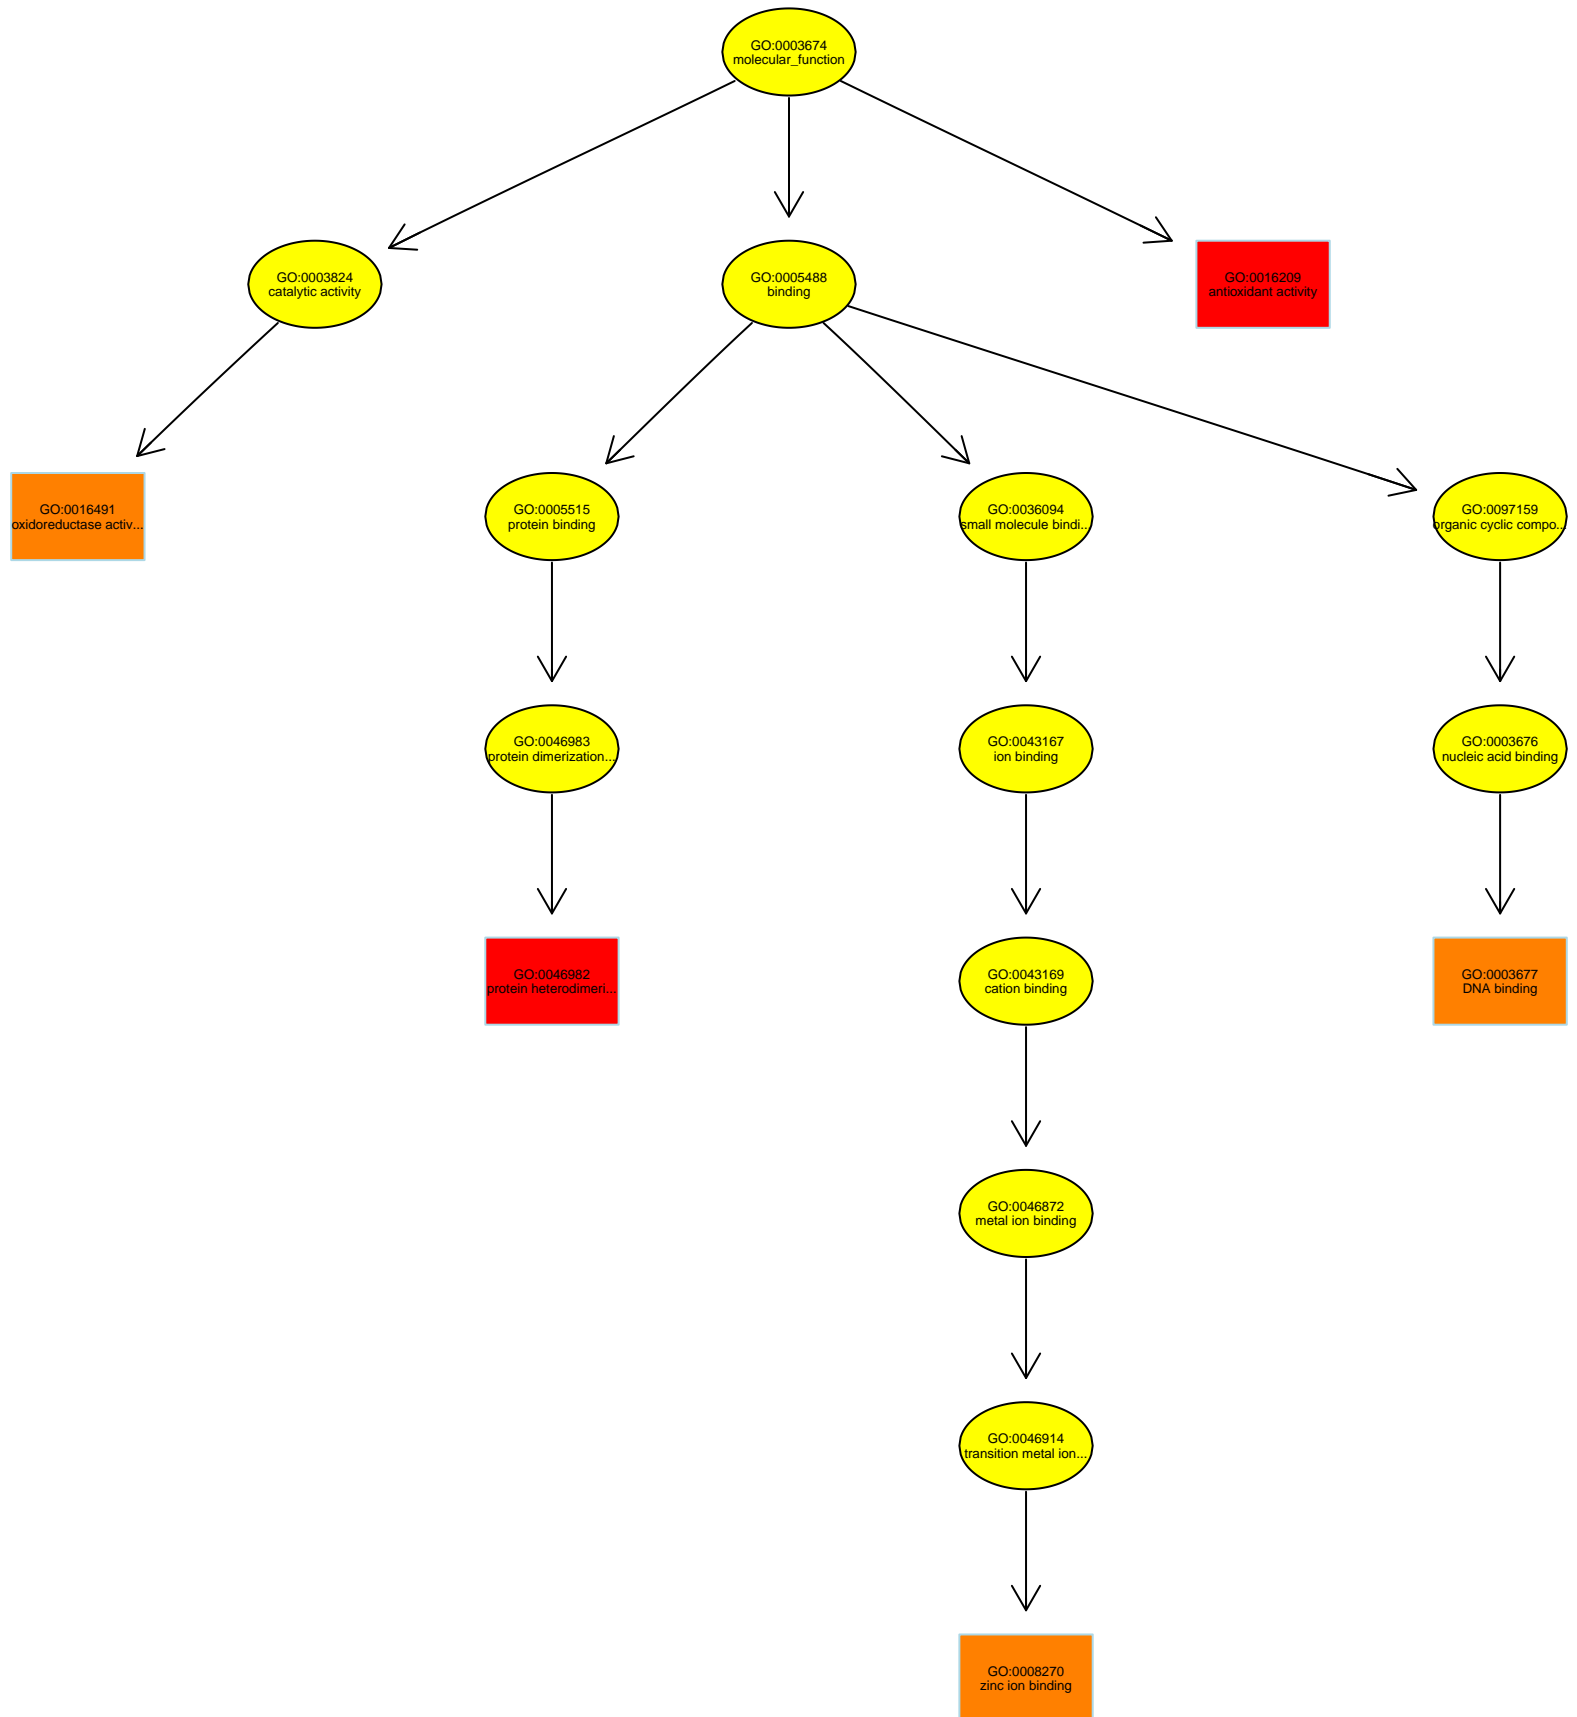 GO:0003674
molecular_function
GO:0003824
catalytic activity
GO:0005488
binding
GO:0016209
antioxidant activity
GO:0016491
oxidoreductase activ...
GO:0005515
protein binding
GO:0036094
small molecule bindi...
GO:0097159
organic cyclic compo...
GO:0046983
protein dimerization...
GO:0043167
ion binding
GO:0003676
nucleic acid binding
GO:0046982
protein heterodimeri...
GO:0043169
cation binding
GO:0003677
DNA binding
GO:0046872
metal ion binding
GO:0046914
transition metal ion...
GO:0008270
zinc ion binding